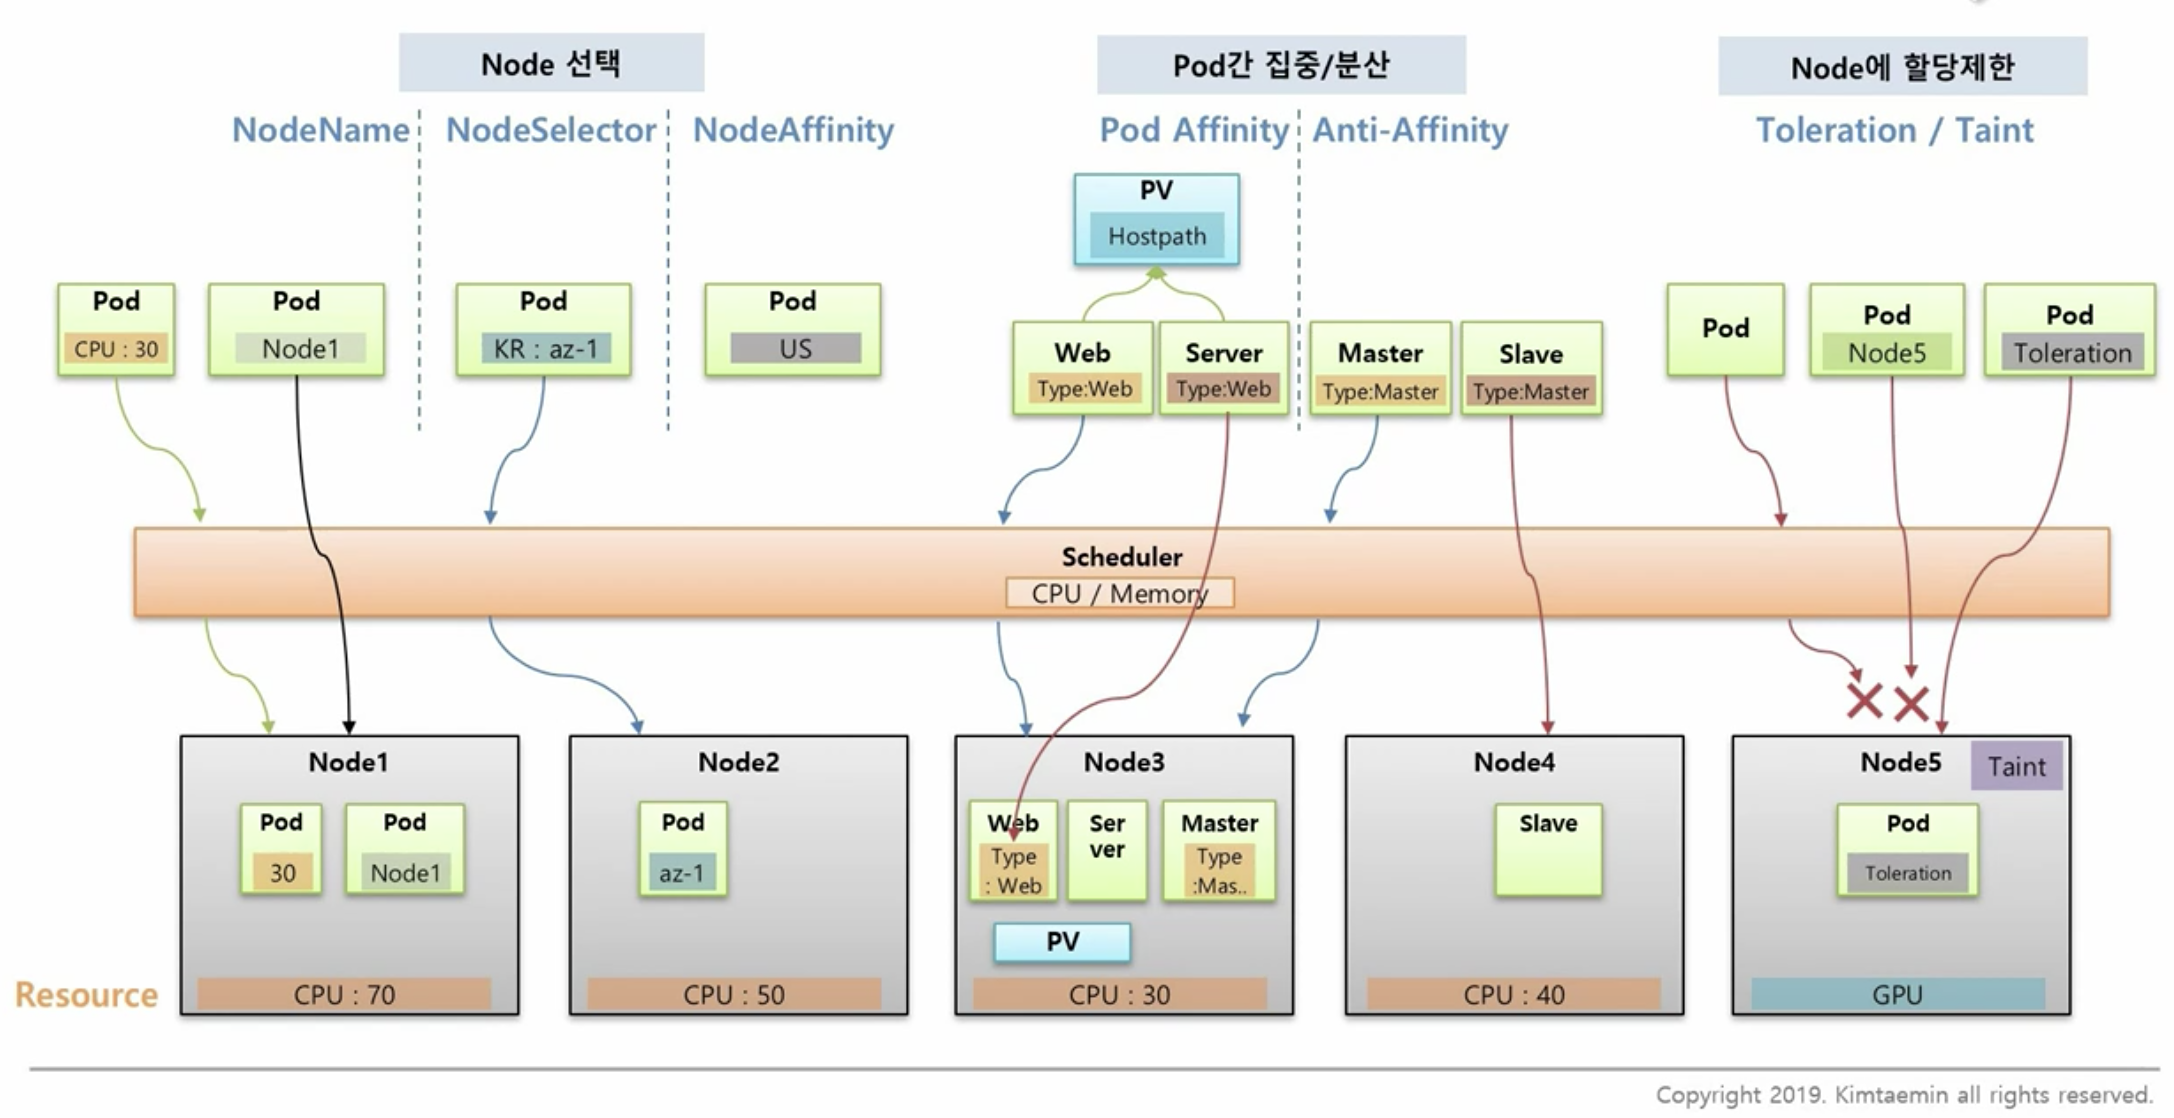 Node 선택
Pod간 집중/분산
Node에 할당제한
NodeName
NodeSelector
NodeAffinity
Pod Affinity
Anti-Affinity
Toleration / Taint
PV
Hostpath
Pod
CPU : 30
Pod
Node1
Pod
KR : az-1
Pod
US
Web
Type:Web
Server
Type:Web
Master
Type:Master
Slave
Type:Master
Pod
Pod
Node5
Pod
Toleration
Scheduler
CPU / Memory
Node1
Pod
30
Pod
Node1
CPU : 70
Node2
Pod
az-1
CPU : 50
Node3
Web
Type
: Web
Ser
ver
Master
Type
:Mas..
PV
CPU : 30
Node4
Slave
CPU : 40
Node5
Taint
Pod
Toleration
GPU
Resource
Copyright 2019. Kimtaemin all rights reserved.